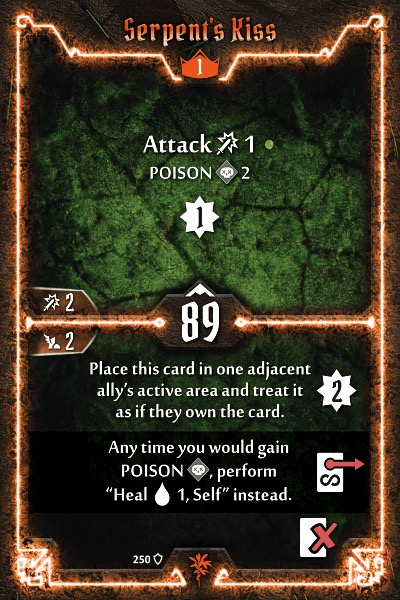 Serpent's Kiss
1
Attack 1
POISON 2
1
2
89
2
Place this card in one adjacent
ally's active area and treat it
as if they own the card.
2
Any time you would gain
POISON , perform
“Heal 1, Self” instead.
250